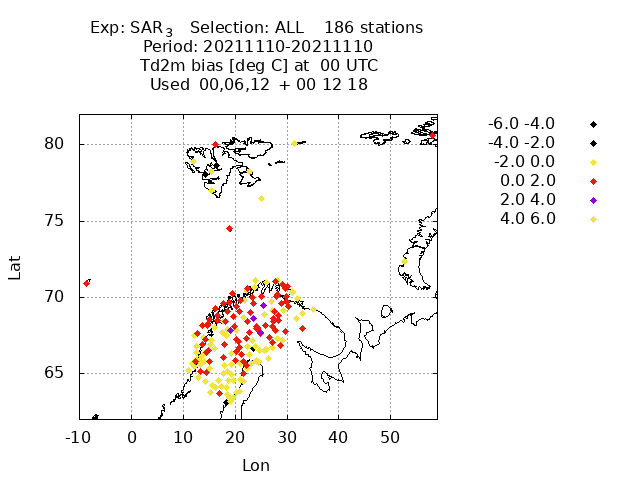 Exp: SAR3 Selection: ALL 186 stations
Period: 20211110-20211110
Td2m bias [deg C] at 00 UTC
Used 00,06,12 + 00 12 18
-6.0 -4.0
-4.0 -2.0
-2.0 0.0
0.0 2.0
2.0 4.0
4.0 6.0
80
75
70
65
Lat
-10 0 10 20 30 40 50
Lon